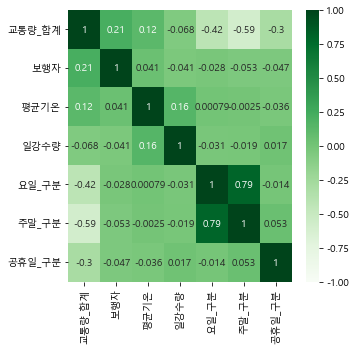 교통량_합계 1 0.21 0.12 -0.068 -0.42 -0.59 -0.3
보행자 0.21 1 0.041 -0.041 -0.028 -0.053 -0.047
평균기온 0.12 0.041 1 0.16 0.00079 -0.0025 -0.036
일강수량 -0.068 -0.041 0.16 1 -0.031 -0.019 0.017
요일_구분 -0.42 -0.028 0.00079 -0.031 1 0.79 -0.014
주말_구분 -0.59 -0.053 -0.0025 -0.019 0.79 1 0.053
공휴일_구분 -0.3 -0.047 -0.036 0.017 -0.014 0.053 1
교통량_합계
보행자
평균기온
일강수량
요일_구분
주말_구분
공휴일_구분
1.00
0.75
0.50
0.25
0.00
-0.25
-0.50
-0.75
-1.00